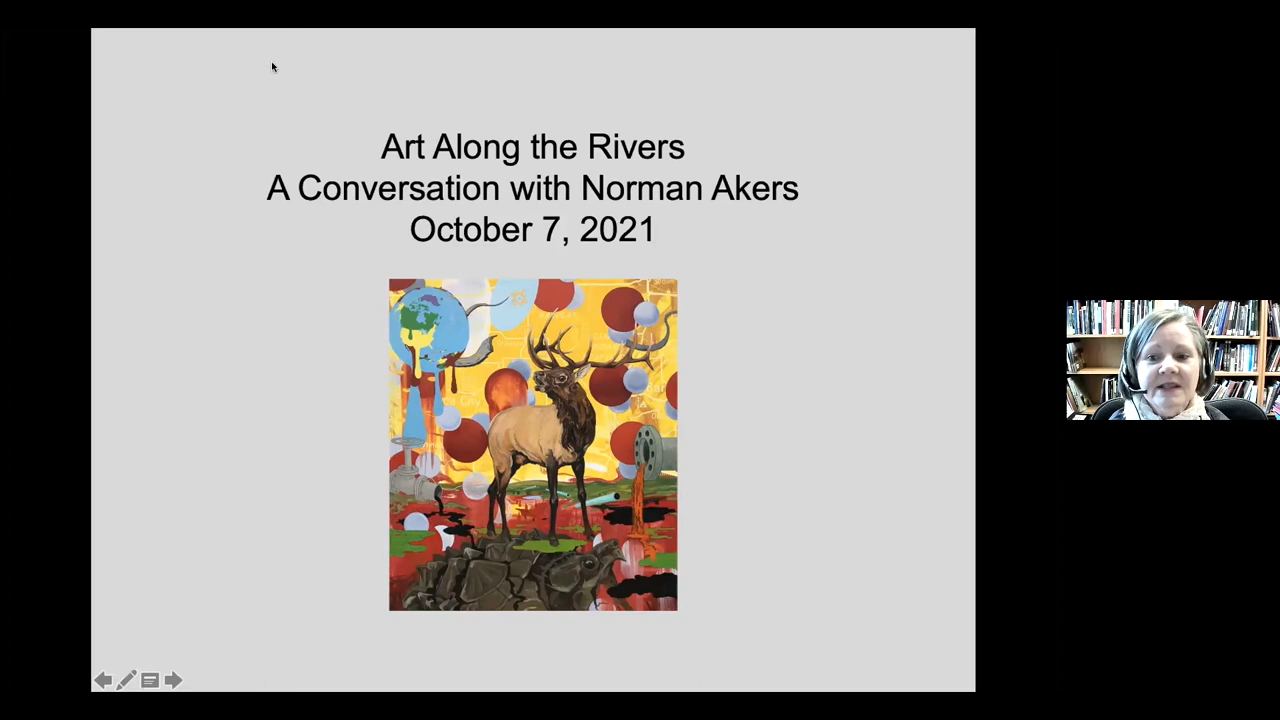 Art Along the Rivers
A Conversation with Norman Akers
October 7, 2021